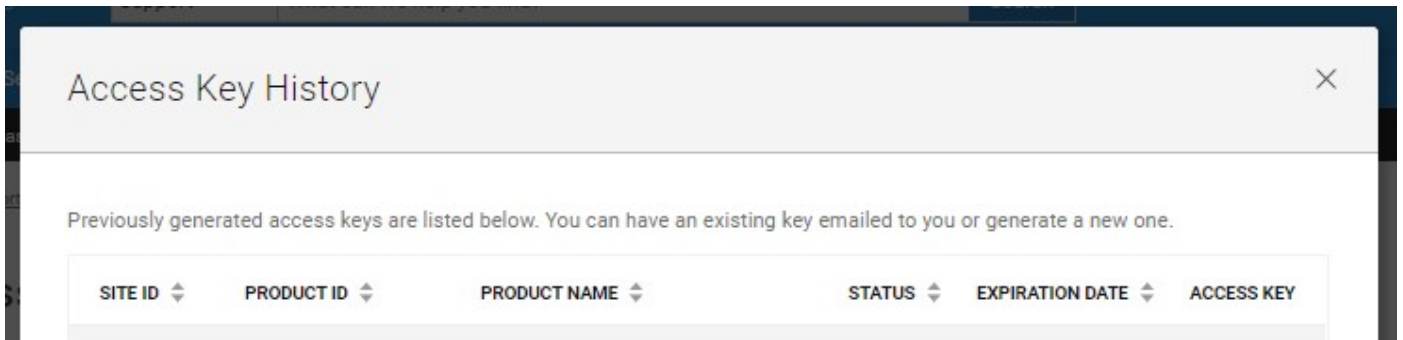 Support
Access Key History
Previously generated access keys are listed below. You can have an existing key emailed to you or generate a new one.
SITE ID PRODUCT ID PRODUCT NAME STATUS EXPIRATION DATE ACCESS KEY